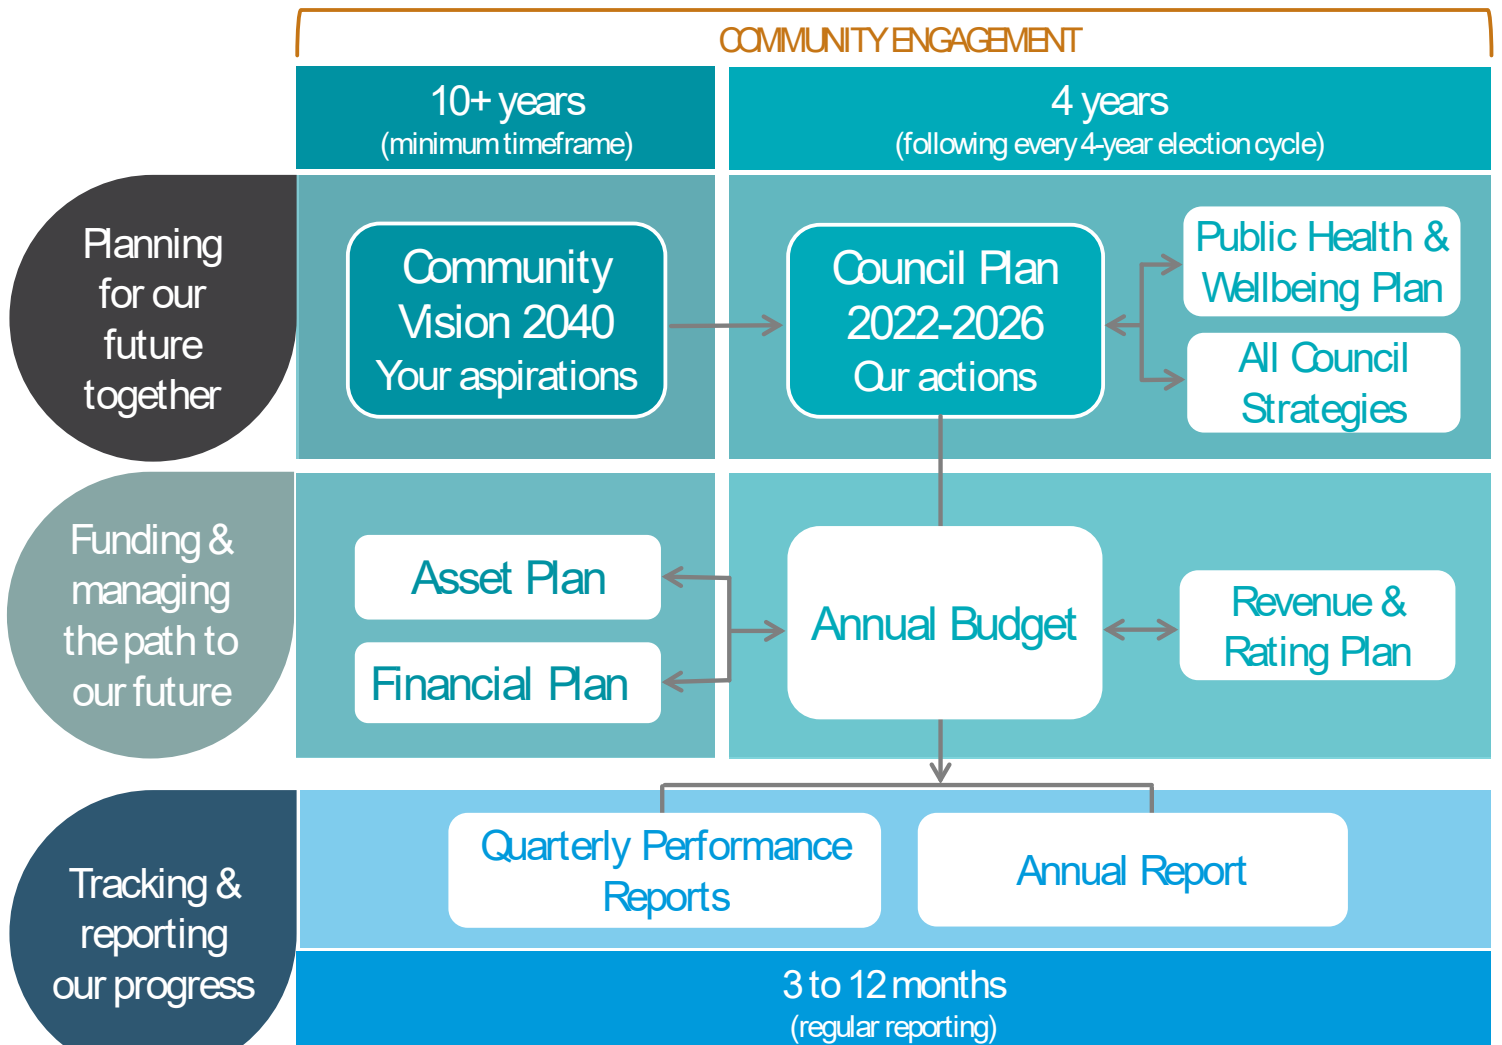 COMMUNITY ENGAGEMENT
10+ years
(minimum timeframe)
4 years
(following every 4-year election cycle)
Planning
for our
future
together
Community
Vision 2040
Your aspirations
Council Plan
2022-2026
Our actions
Public Health &
Wellbeing Plan
All Council
Strategies
Funding &
managing
the path to
our future
Asset Plan
Financial Plan
Annual Budget
Revenue &
Rating Plan
Tracking &
reporting
our progress
Quarterly Performance
Reports
Annual Report
3 to 12 months
(regular reporting)